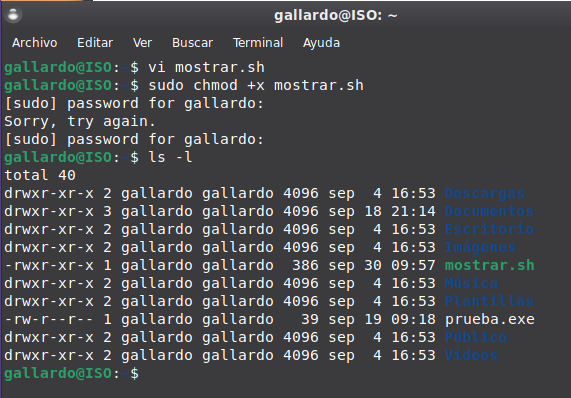 gallardo@ISO: ~
Archivo Editar Ver Buscar Terminal Ayuda
gallardo@ISO: $ vi mostrar.sh
gallardo@ISO: $ sudo chmod +x mostrar.sh
[sudo] password for gallardo:
Sorry, try again.
[sudo] password for gallardo:
gallardo@ISO: $ ls -l
total 40
drwxr-xr-x 2 gallardo gallardo 4096 sep  4 16:53 Descargas
drwxr-xr-x 3 gallardo gallardo 4096 sep 18 21:14 Documentos
drwxr-xr-x 2 gallardo gallardo 4096 sep  4 16:53 Escritorio
drwxr-xr-x 2 gallardo gallardo 4096 sep  4 16:53 Imágenes
-rwxr-xr-x 1 gallardo gallardo  386 sep 30 09:57 mostrar.sh
drwxr-xr-x 2 gallardo gallardo 4096 sep  4 16:53 Música
drwxr-xr-x 2 gallardo gallardo 4096 sep  4 16:53 Plantillas
-rw-r--r-- 1 gallardo gallardo   39 sep 19 09:18 prueba.exe
drwxr-xr-x 2 gallardo gallardo 4096 sep  4 16:53 Público
drwxr-xr-x 2 gallardo gallardo 4096 sep  4 16:53 Vídeos
gallardo@ISO: $